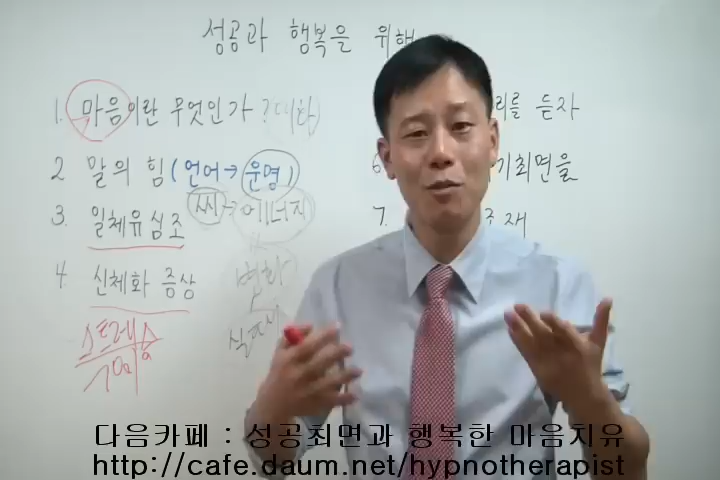 성공과 행복을 위해
1. 마음이란 무엇인가?
2 말의 힘 (언어→운명)
3. 일체유심조
씨→에너지
4. 신체화 증상
변화
스트레스
리를 듣자
6
기최면을
7.
다음카페 : 성공최면과 행복한 마음치유
http://cafe.daum.net/hypnotherapist